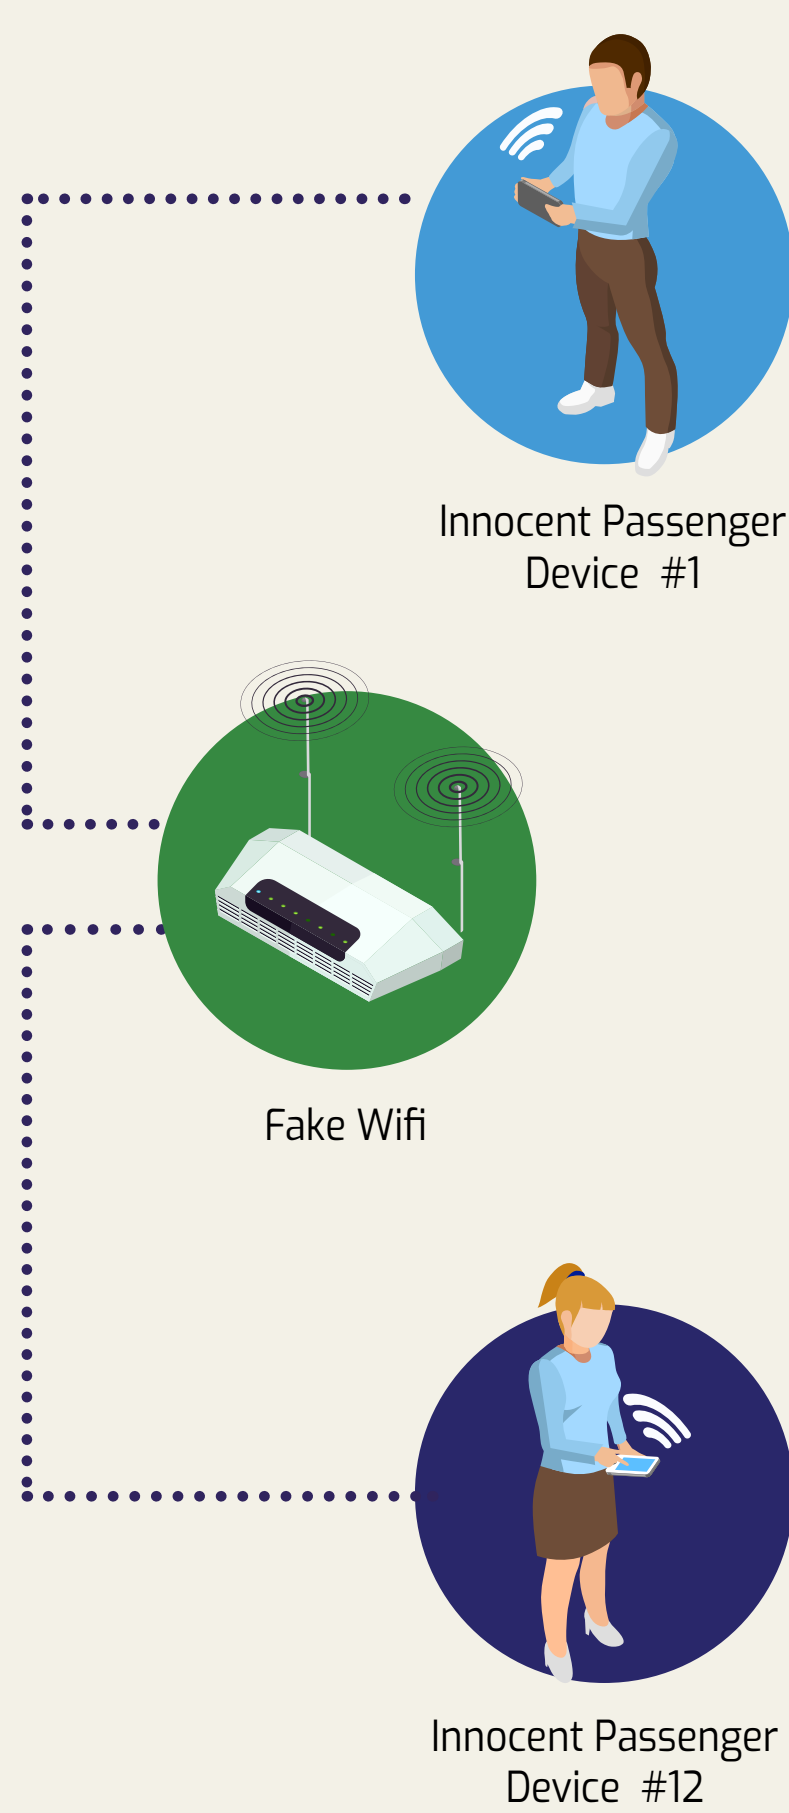 Innocent Passenger
Device #1
Fake Wifi
Innocent Passenger
Device #12